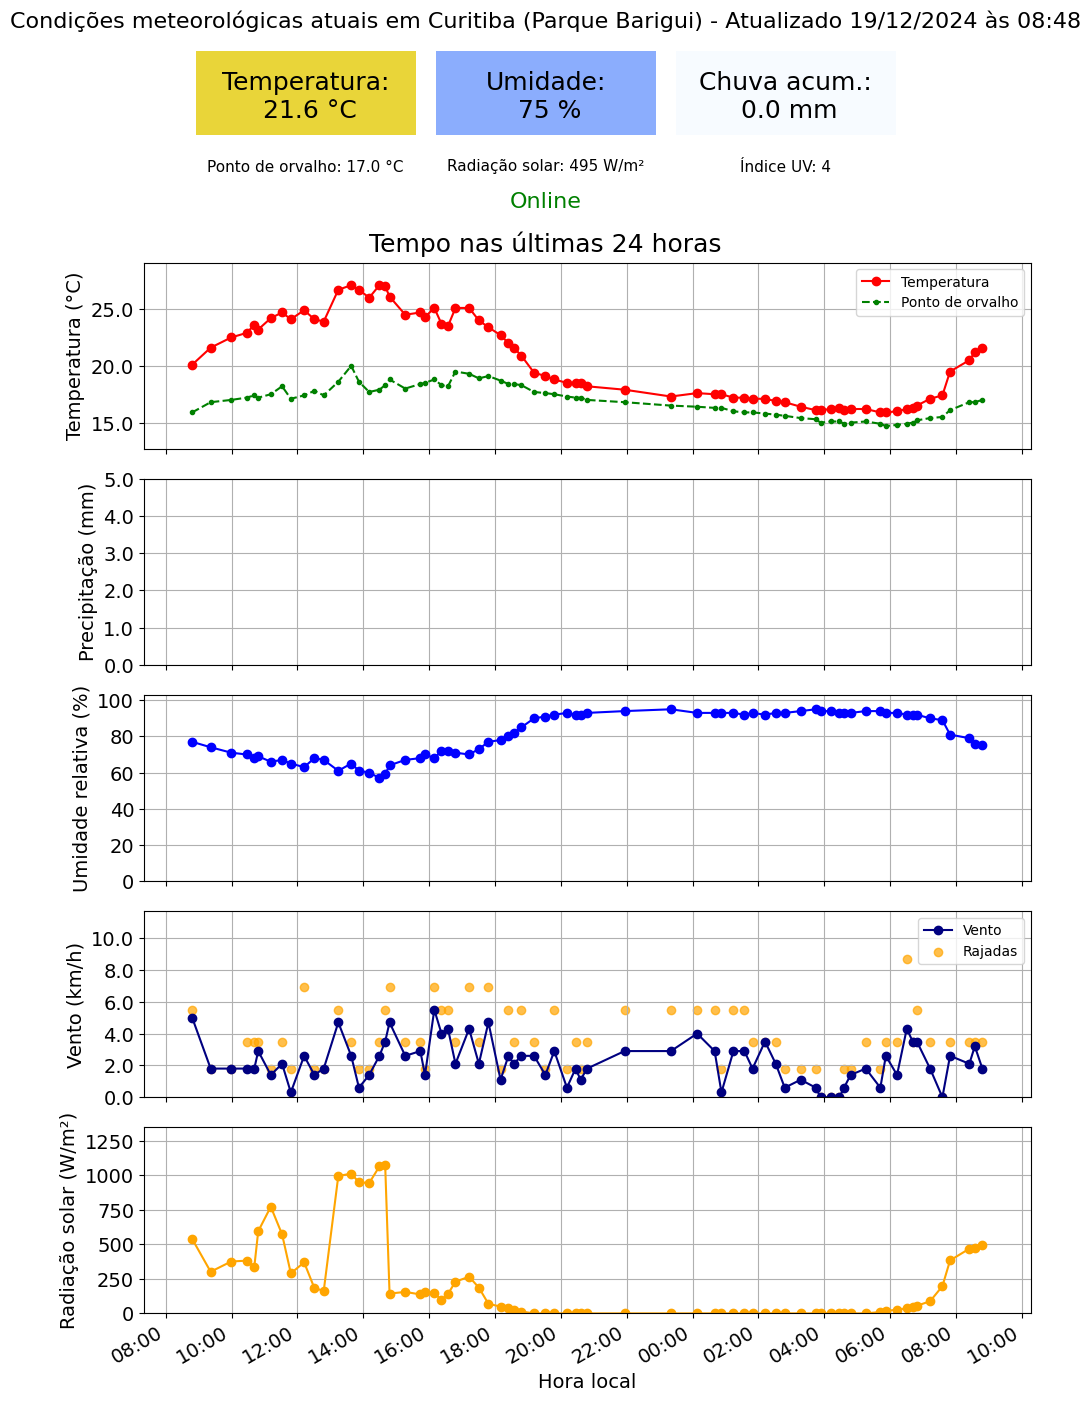 Condições meteorológicas atuais em Curitiba (Parque Barigui) - Atualizado 19/12/2024 às 08:48
Temperatura:
21.6 °C
Umidade:
75 %
Chuva acum.:
0.0 mm
Ponto de orvalho: 17.0 °C
Radiação solar: 495 W/m²
Índice UV: 4
Online
Tempo nas últimas 24 horas
Temperatura (°C)
25.0
20.0
15.0
Temperatura
Ponto de orvalho
Precipitação (mm)
5.0
4.0
3.0
2.0
1.0
0.0
Umidade relativa (%)
100
80
60
40
20
0
Vento (km/h)
10.0
8.0
6.0
4.0
2.0
0.0
Vento
Rajadas
Radiação solar (W/m²)
1250
1000
750
500
250
0
08:00
10:00
12:00
14:00
16:00
18:00
20:00
22:00
00:00
02:00
04:00
06:00
08:00
10:00
Hora local